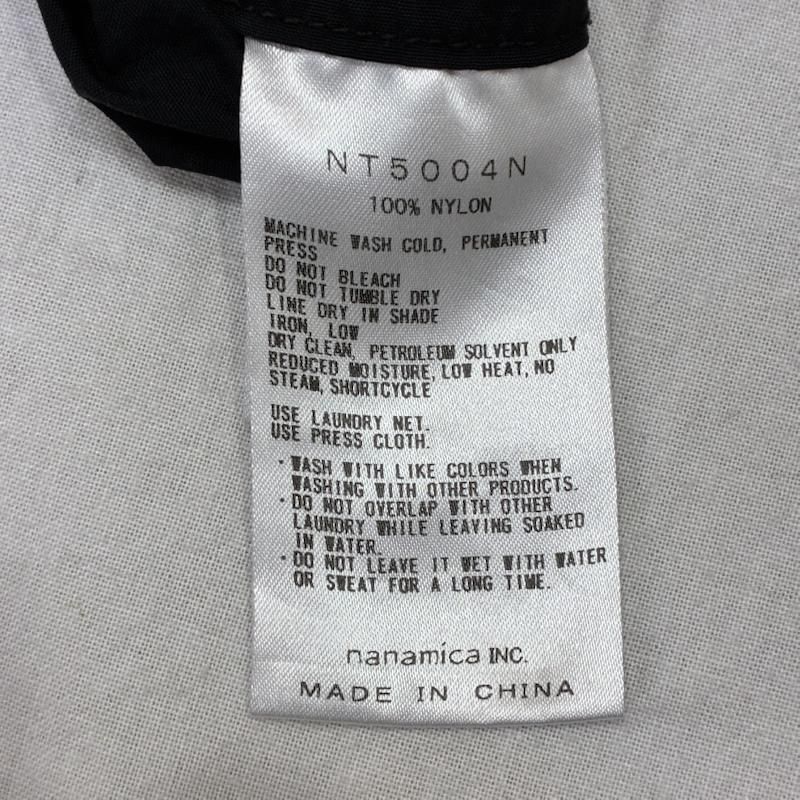 NT5004N
100% NYLON
MACHINE WASH COLD, PERMANENT
PRESS
DO NOT BLEACH
DO NOT TUMBLE DRY
LINE DRY IN SHADE
IRON, LOW
DRY CLEAN, PETROLEUM SOLVENT ONLY
REDUCED MOISTURE, LOW HEAT, NO
STEAM, SHORTCYCLE
USE LAUNDRY NET.
USE PRESS CLOTH.
・WASH WITH LIKE COLORS WHEN
WASHING WITH OTHER PRODUCTS.
・DO NOT OVERLAP WITH OTHER
LAUNDRY WHILE LEAVING SOAKED
IN WATER.
・DO NOT LEAVE IT WET WITH WATER
OR SWEAT FOR A LONG TIME.
nanamica INC.
MADE IN CHINA